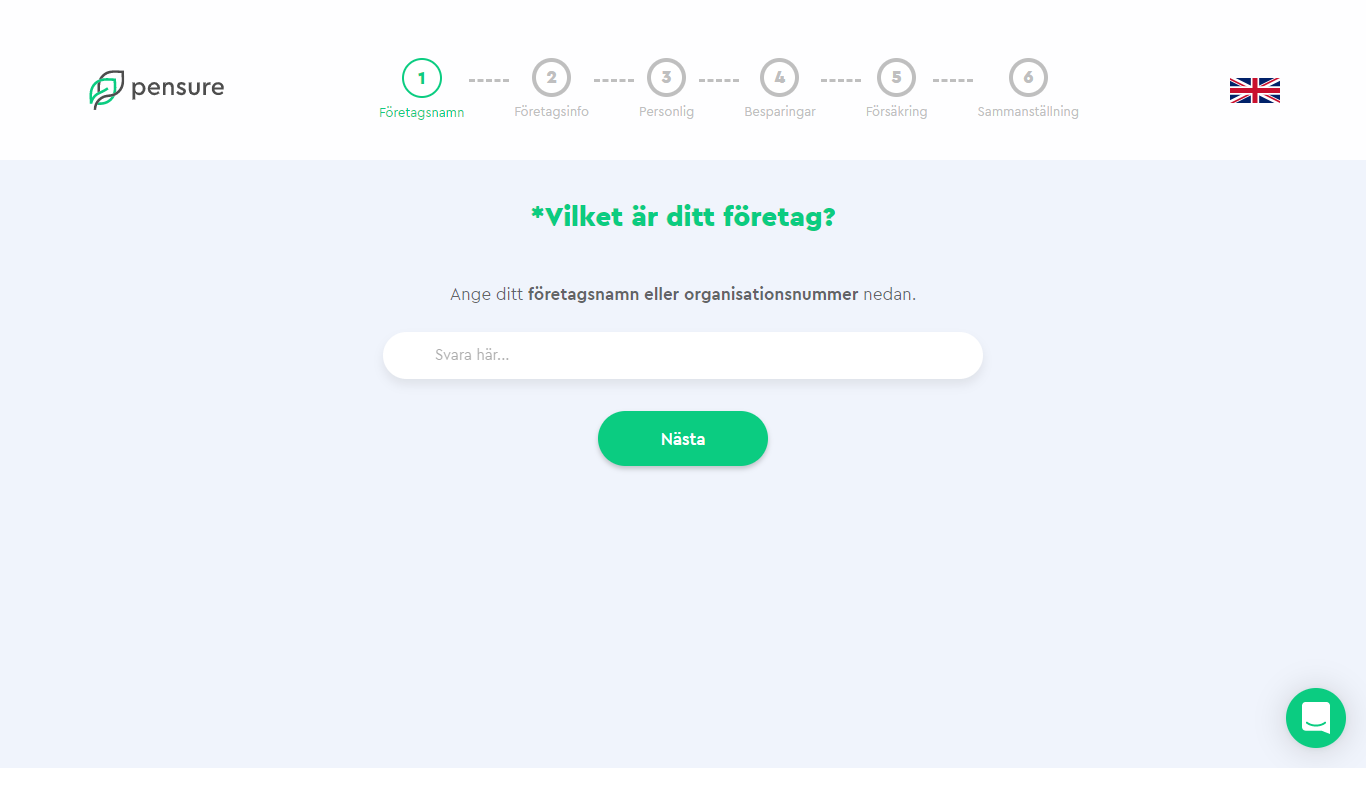 pensure
1 2 3 4 5 6
Företagsnamn Företagsinfo Personlig Besparingar Försäkring Sammanställning
*Vilket är ditt företag?
Ange ditt företagsnamn eller organisationsnummer nedan.
Svara här...
Nästa